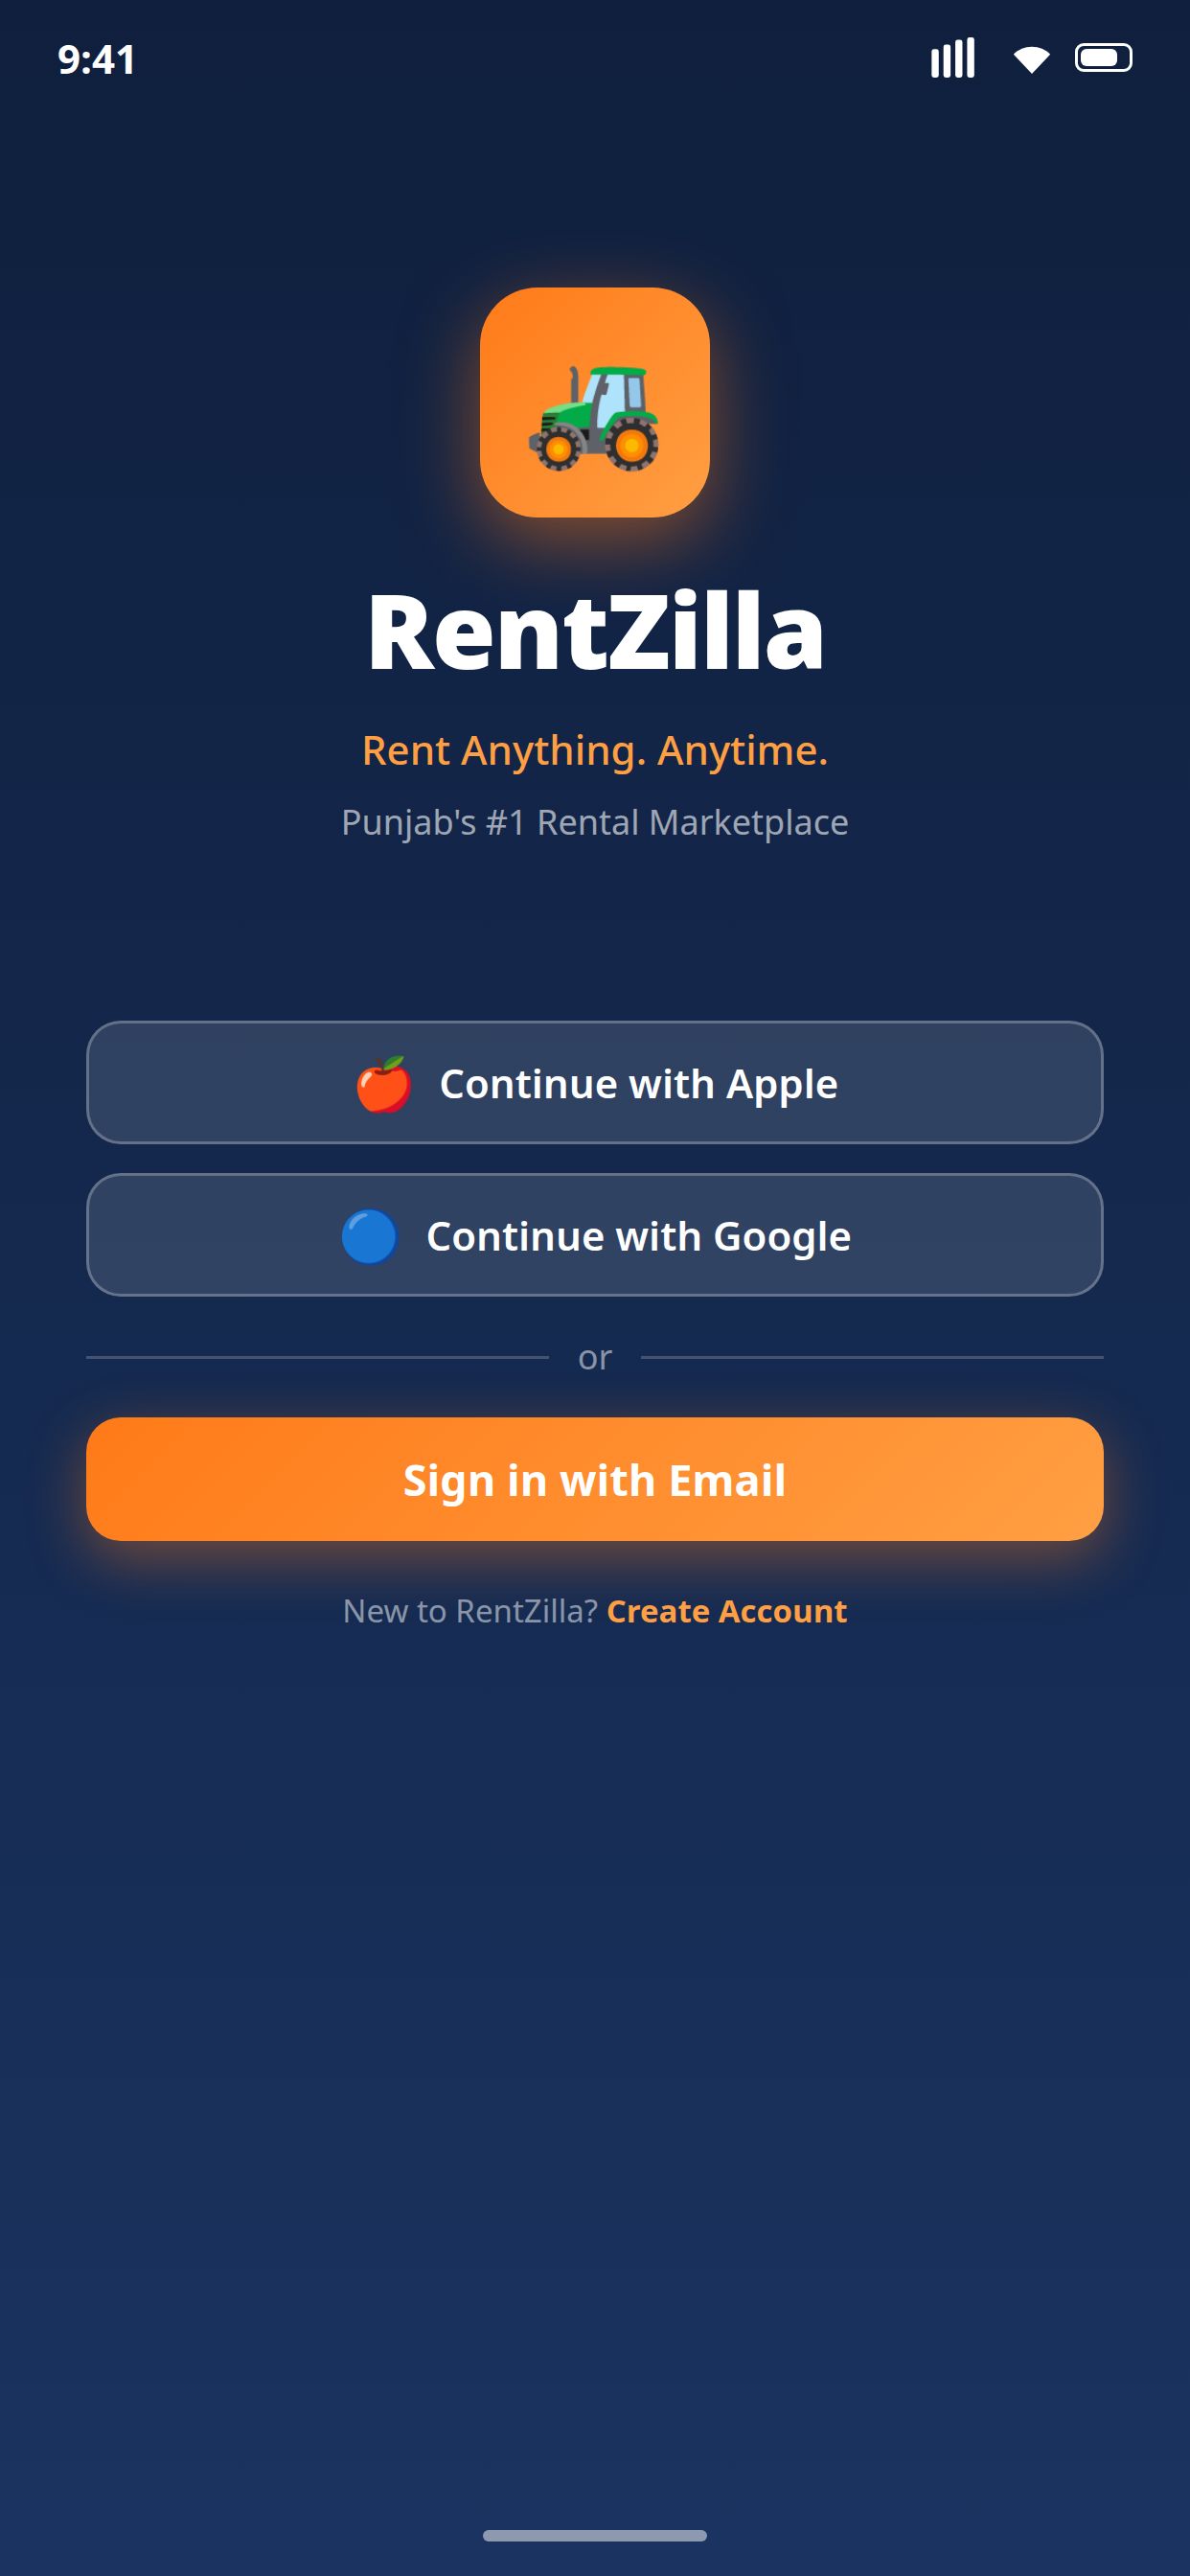 9:41
RentZilla
Rent Anything. Anytime.
Punjab's #1 Rental Marketplace
Continue with Apple
Continue with Google
or
Sign in with Email
New to RentZilla? Create Account